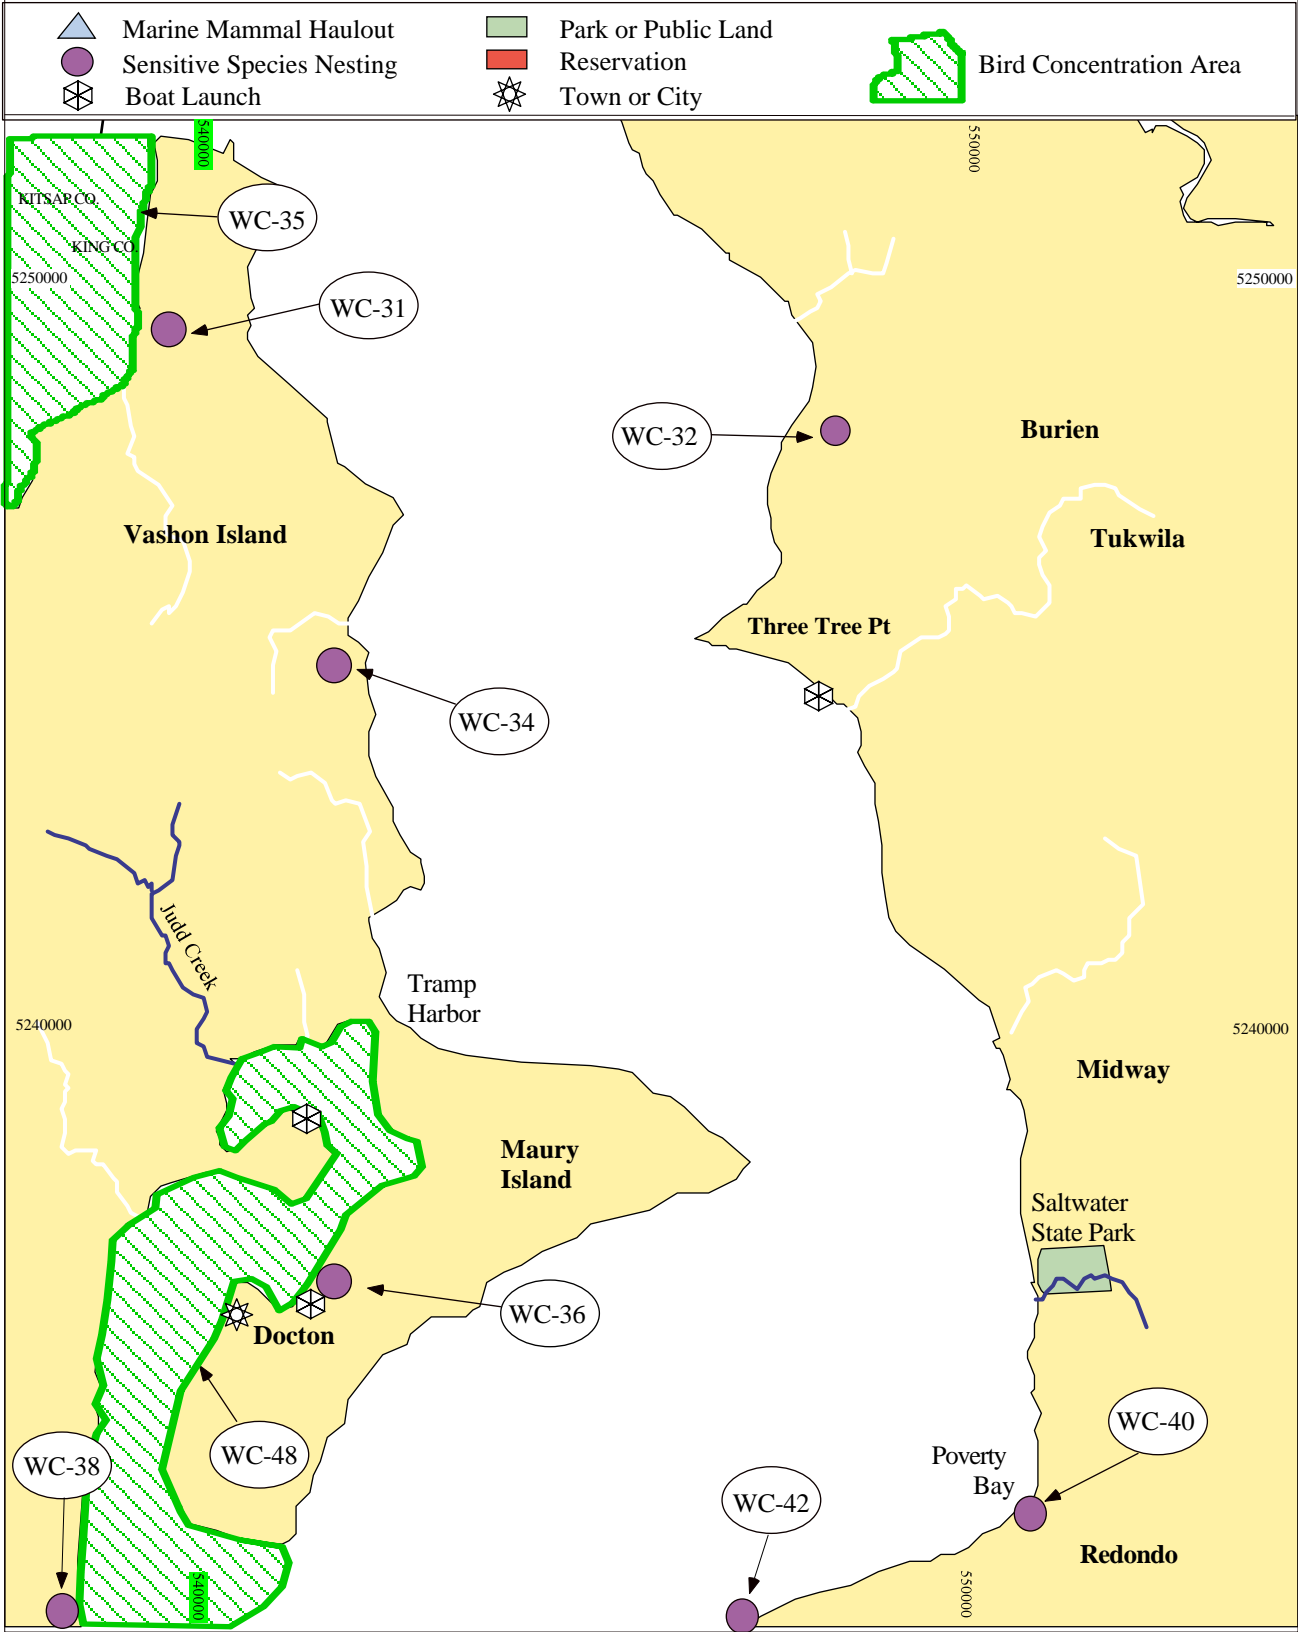 Marine Mammal Haulout
Park or Public Land
Sensitive Species Nesting
Reservation
Bird Concentration Area
Boat Launch
Town or City
540000
550000
KITSAP CO.
WC-35
KING CO.
5250000
5250000
WC-31
WC-32
Burien
Vashon Island
Tukwila
Three Tree Pt
WC-34
Judd Creek
Tramp
Harbor
5240000
5240000
Midway
Maury
Island
Saltwater
State Park
WC-36
Docton
WC-40
WC-48
WC-38
Poverty
Bay
WC-42
Redondo
540000
550000